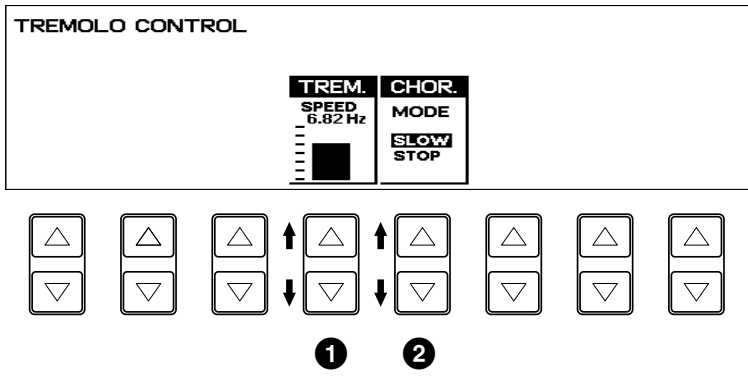 TREMOLO CONTROL
TREM. CHOR.
SPEED
6.82 Hz
MODE
SLOW
STOP
1 2